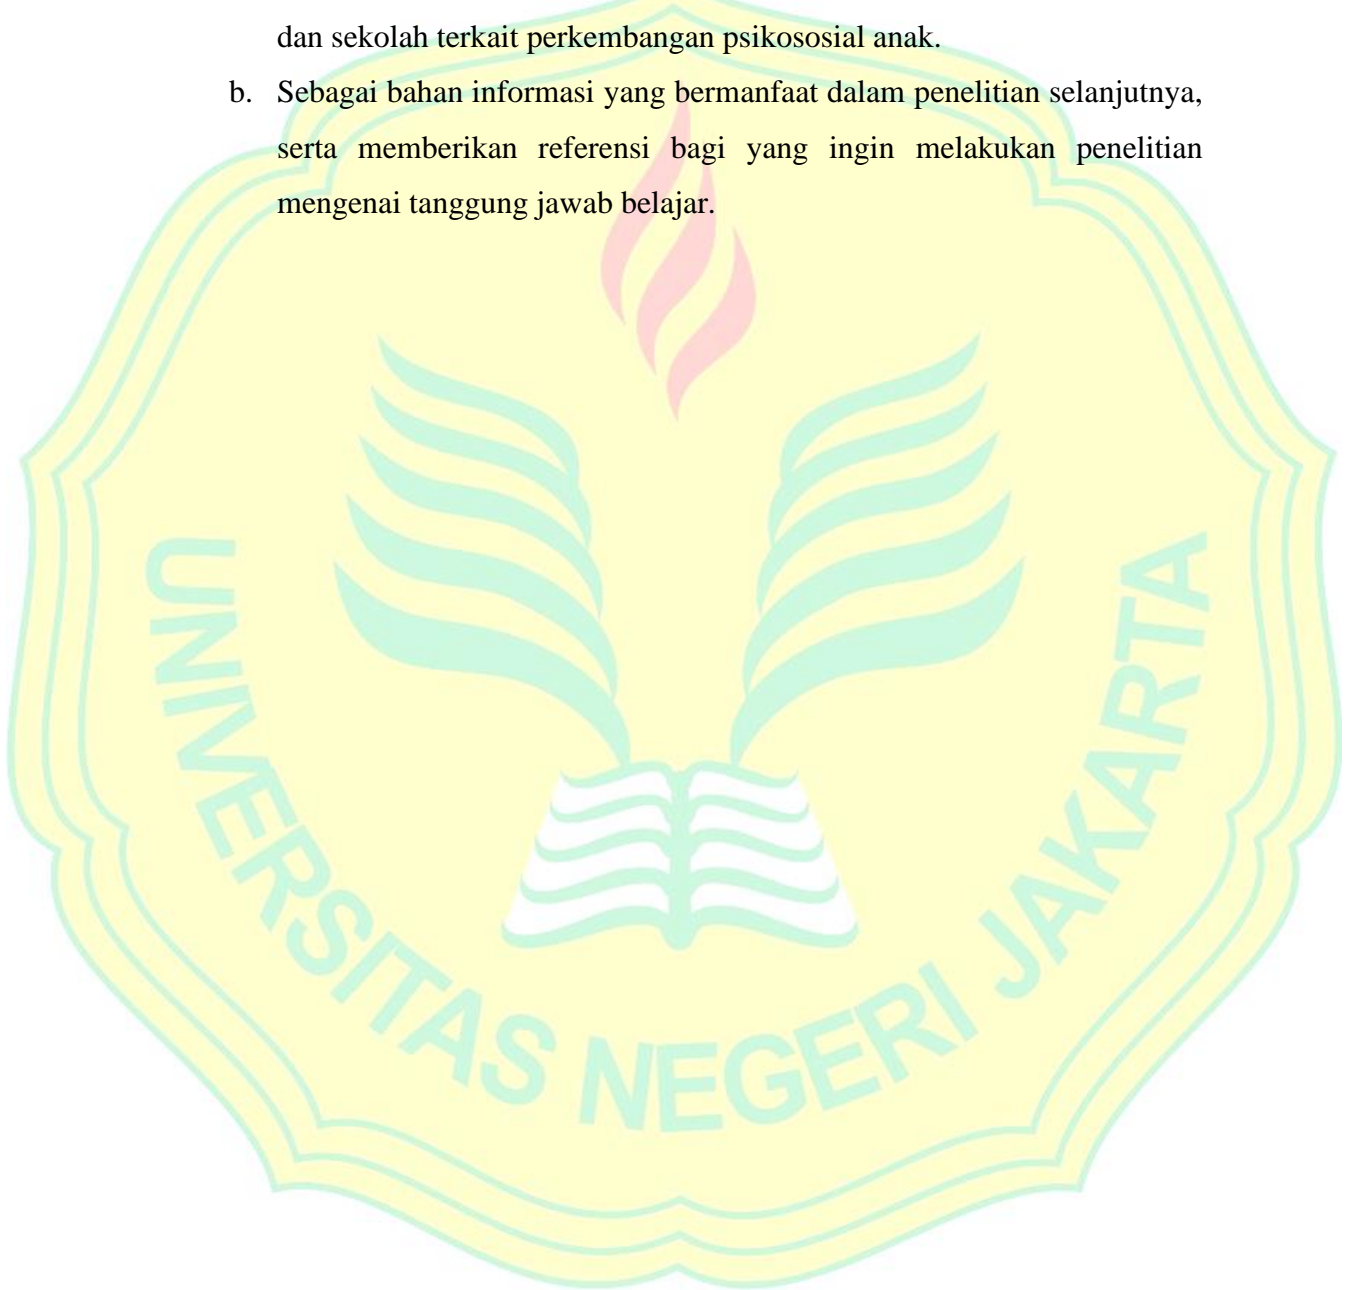 dan sekolah terkait perkembangan psikososial anak.
b. Sebagai bahan informasi yang bermanfaat dalam penelitian selanjutnya,
serta memberikan referensi bagi yang ingin melakukan penelitian
mengenai tanggung jawab belajar.
UNIVERSITAS NEGERI JAKARTA